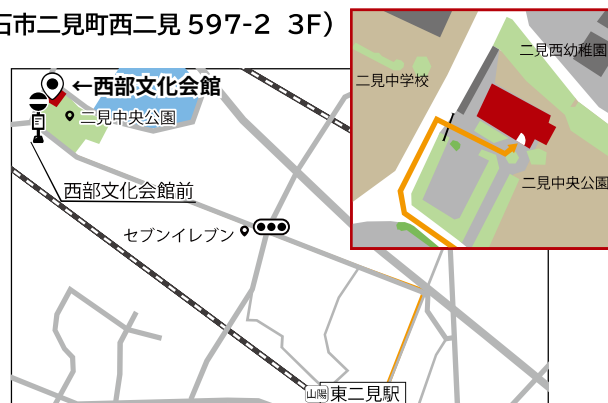 石市二見町西二見 597-2 3F）
←西部文化会館
二見中央公園
西部文化会館前
セブンイレブン
山陽 東二見駅
二見西幼稚園
二見中学校
二見中央公園